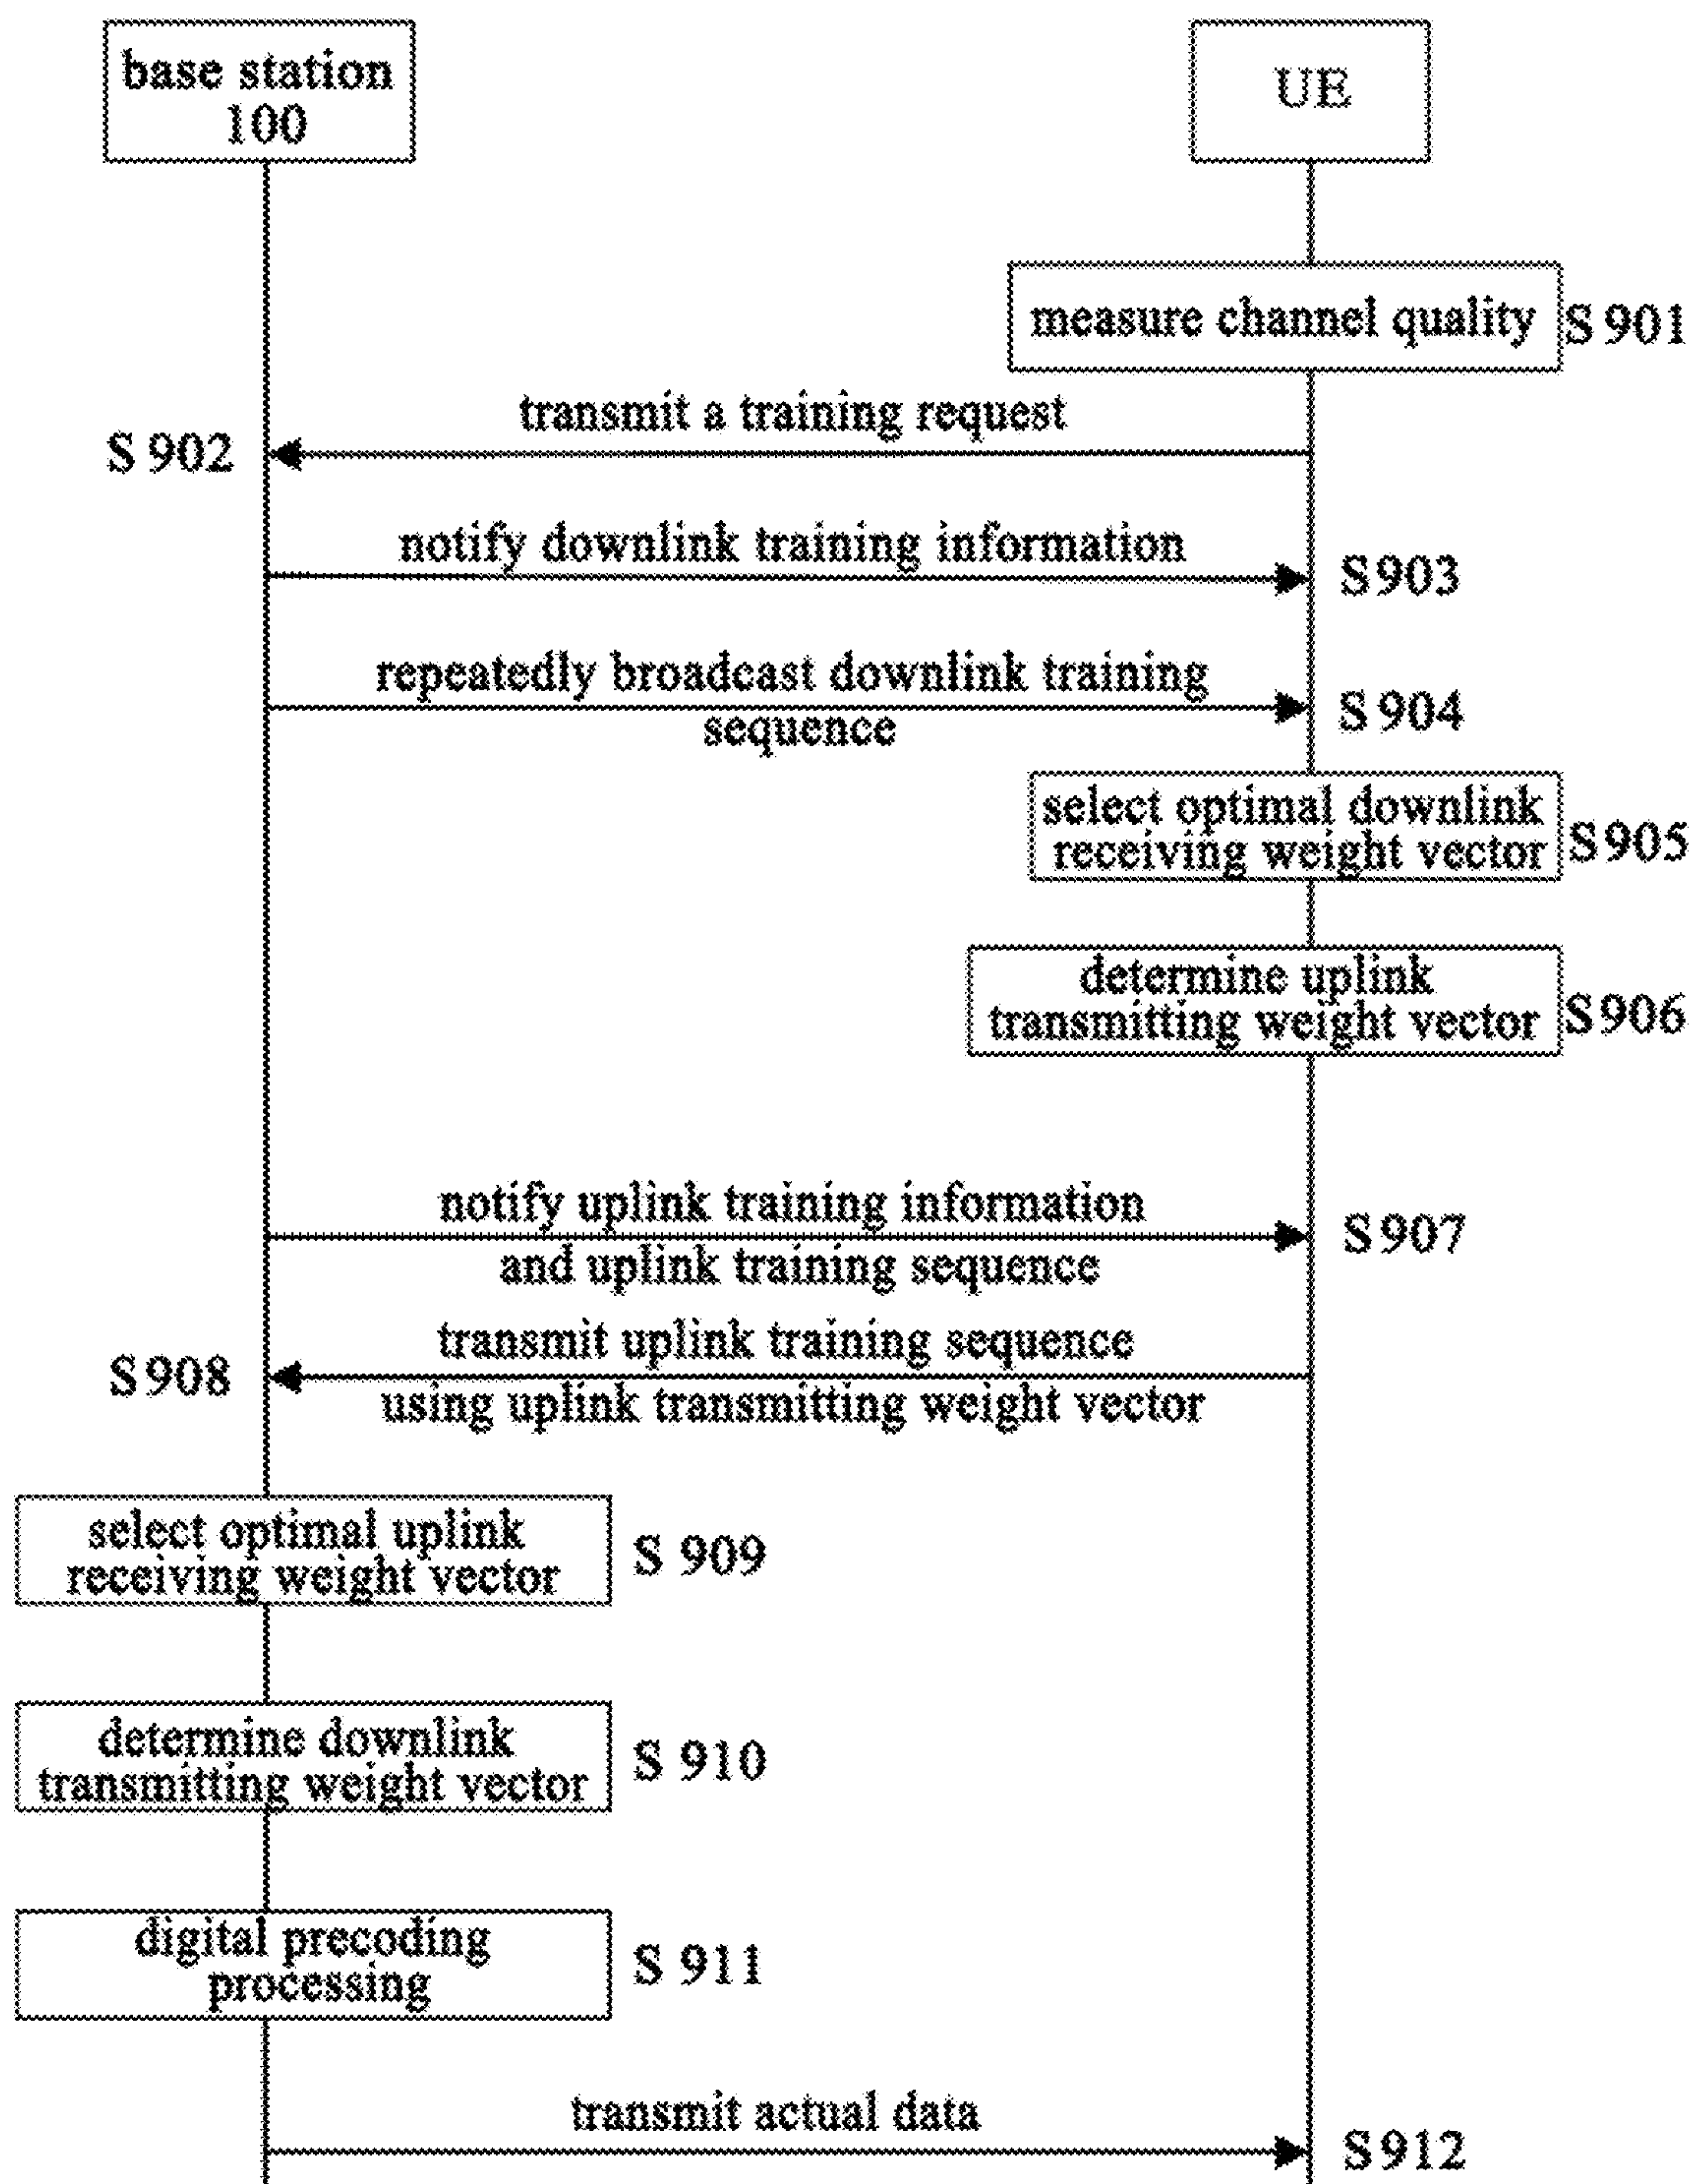 base station
100
UE
measure channel quality
S 901
transmit a training request
S 902
notify downlink training information
S 903
repeatedly broadcast downlink training
sequence
S 904
select optimal downlink
receiving weight vector
S 905
determine uplink
transmitting weight vector
S 906
notify uplink training information
and uplink training sequence
S 907
transmit uplink training sequence
using uplink transmitting weight vector
S 908
select optimal uplink
receiving weight vector
S 909
determine downlink
transmitting weight vector
S 910
digital precoding
processing
S 911
transmit actual data
S 912